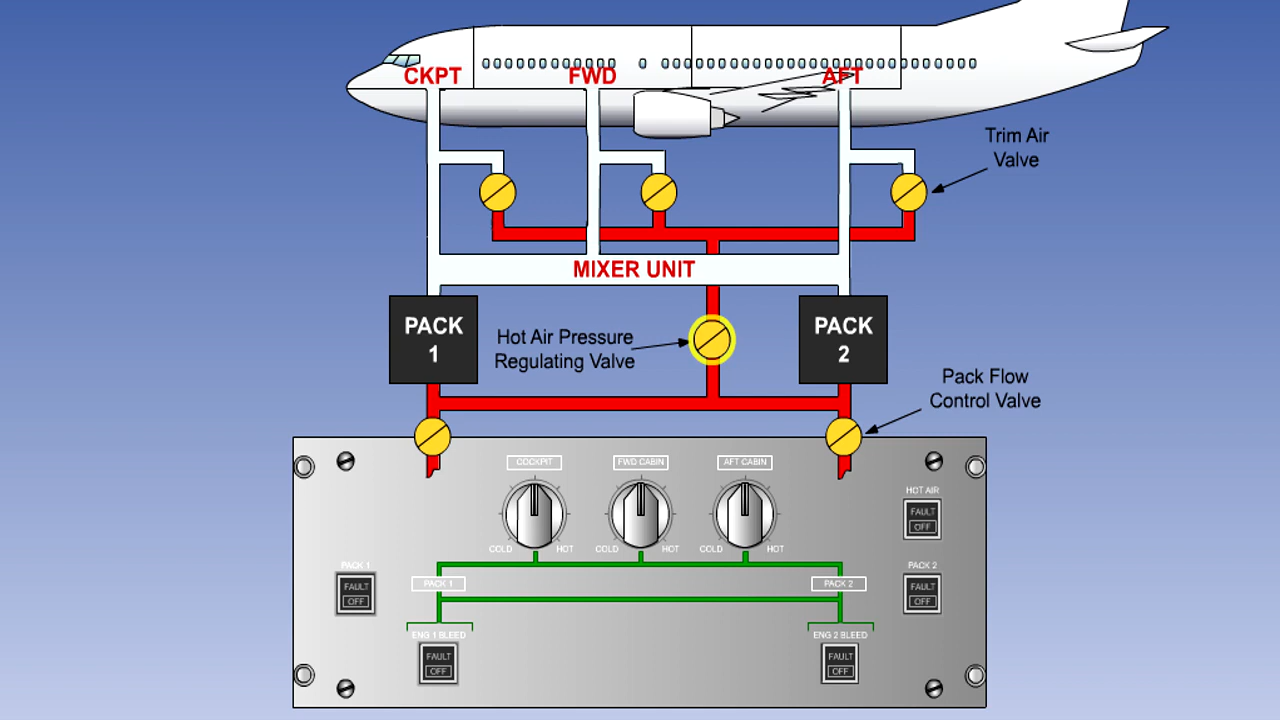 CKPT
FWD
AFT
Trim Air
Valve
MIXER UNIT
PACK
1
Hot Air Pressure
Regulating Valve
PACK
2
Pack Flow
Control Valve
COCKPIT
FWD CABIN
AFT CABIN
HOT AIR
FAULT
OFF
COLD
HOT
COLD
HOT
COLD
HOT
PACK 1
FAULT
OFF
PACK 1
PACK 2
PACK 2
FAULT
OFF
ENG 1 BLEED
FAULT
OFF
ENG 2 BLEED
FAULT
OFF